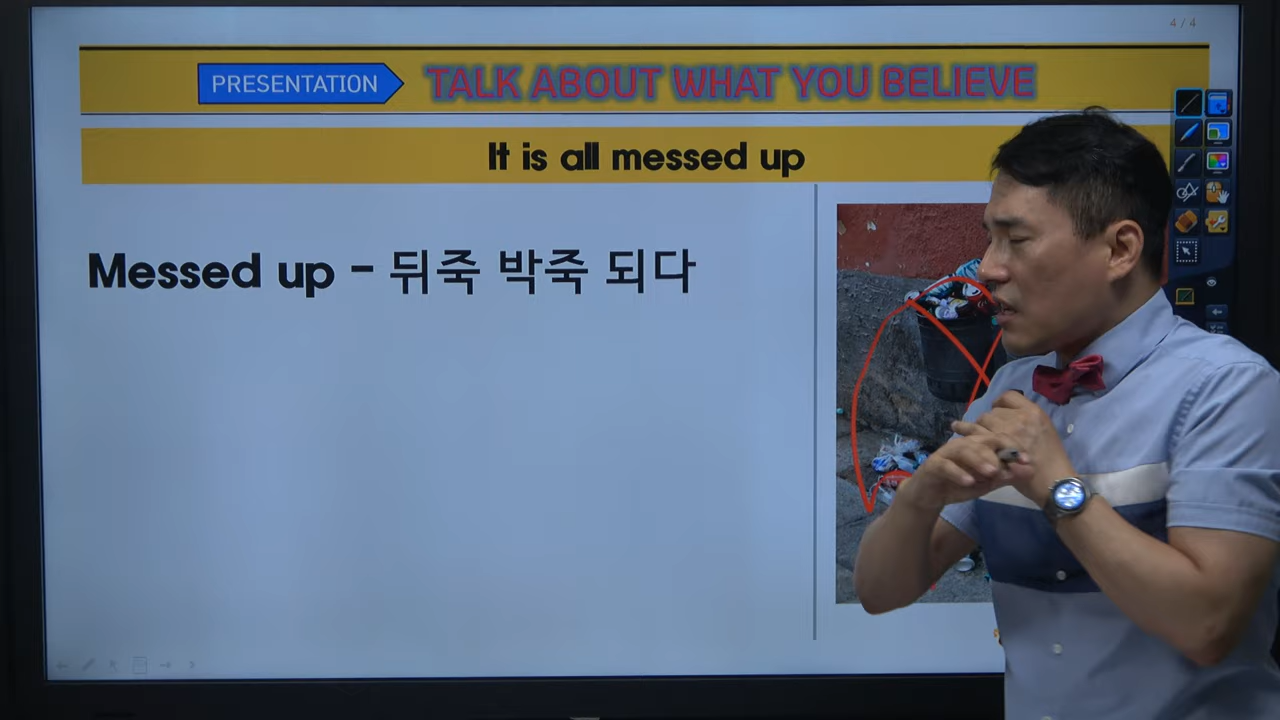 4 / 4
PRESENTATION
TALK ABOUT WHAT YOU BELIEVE
It is all messed up
Messed up - 뒤죽 박죽 되다